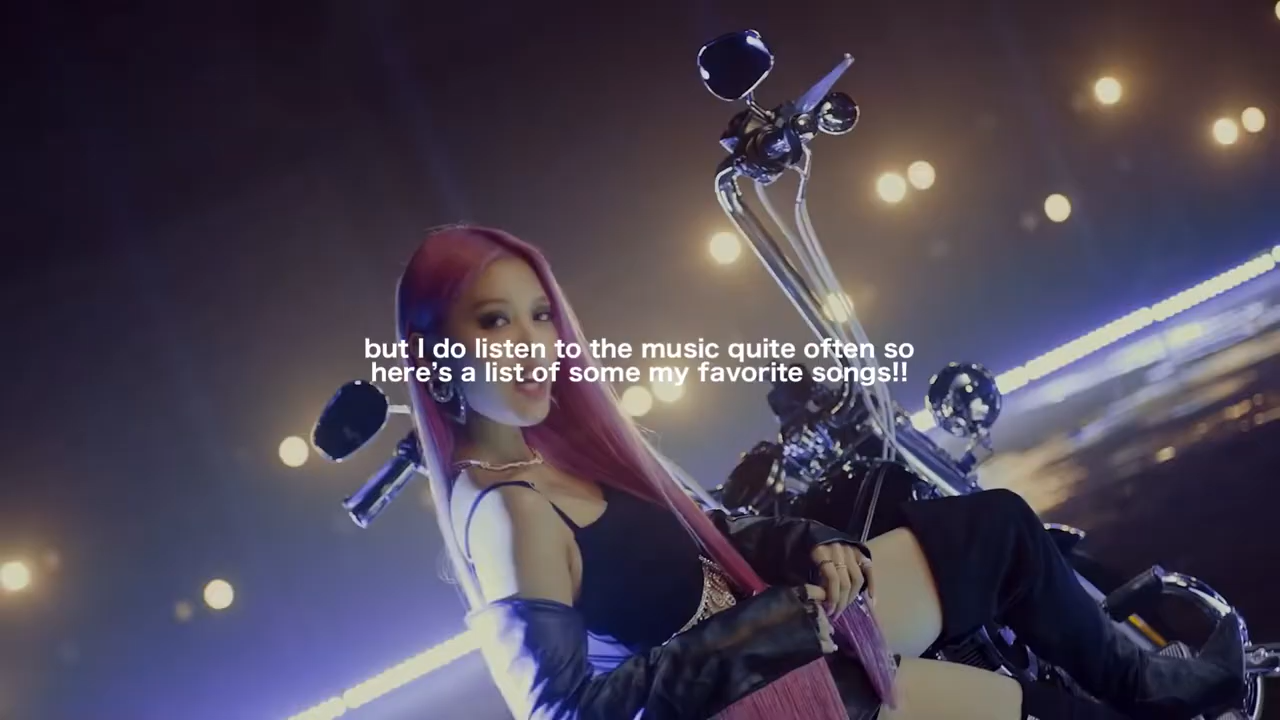 but I do listen to the music quite often so
here's a list of some my favorite songs!!